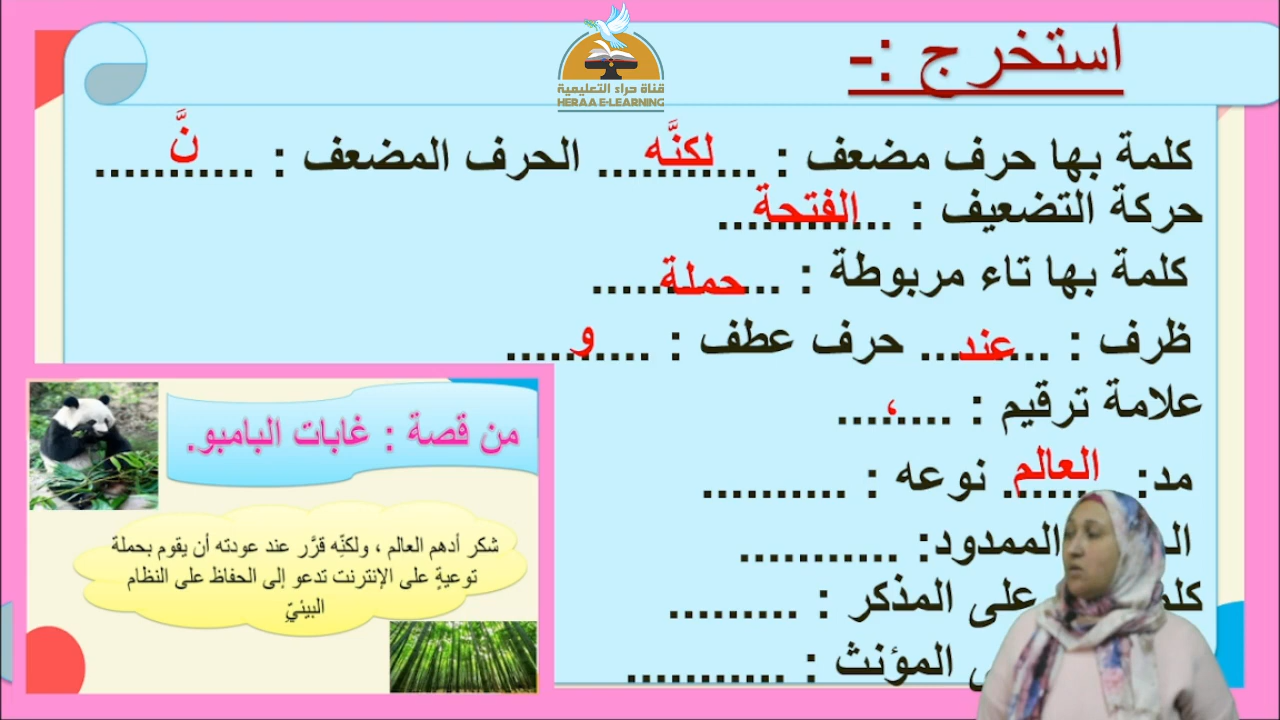 استخرج :-
قناة حراء التعليمية
HERAA E-LEARNING
كلمة بها حرف مضعف : ...لكنَّه... الحرف المضعف : ...نَّ...
حركة التضعيف : ...الفتحة...
كلمة بها تاء مربوطة : ...حملة...
ظرف : ...عند... حرف عطف : ...و...
علامة ترقيم : ...،...
مد: ...العالم... نوعه : ..........
الممدود: ...........
على المذكر : .........
المؤنث : ...........
من قصة : غابات البامبو.
شكر أدهم العالم ، ولكنَّه قرَّر عند عودته أن يقوم بحملة
توعيةٍ على الإنترنت تدعو إلى الحفاظ على النظام
البيئيِّ